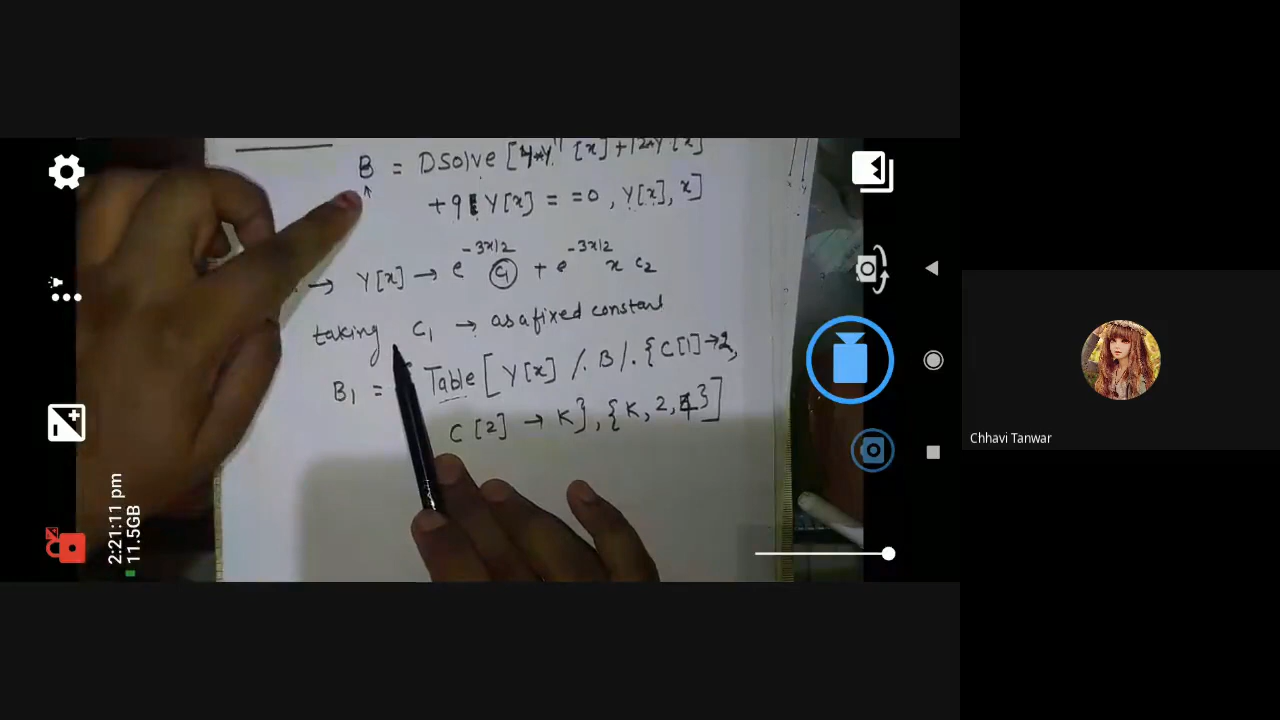 B = DSolve [4*Y'' [x] + 12*Y' [x]
+ 9 Y[x] = = 0 , Y[x], x]
→ Y[x] → e^-3x/2 C1 + e^-3x/2 x C2
taking C1 → as a fixed constant
B1 = Table [ Y[x] /. B /. { C[1] → 2,
C[2] → K} , {K, 2, 4} ]
2:21:11 pm
11.5GB
Chhavi Tanwar